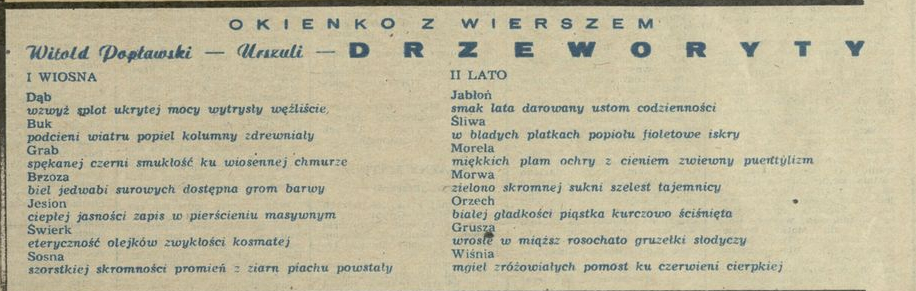 OKIENKO Z WIERSZEM
Witold Popławski — Urszuli — DRZEWORYTY
I WIOSNA
Dąb
wzwyż splot ukrytej mocy wytrysły węźliście,
Buk
podcieni wiatru popiel kolumny zdrewniały
Grab
spękanej czerni smukłość ku wiosennej chmurze
Brzoza
biel jedwabi surowych dostępna grom barwy
Jesion
ciepłej jasności zapis w pierścieniu masywnym
Świerk
eteryczność olejków zwykłości kosmatej
Sosna
szorstkiej skromności promień z ziarn piachu powstały
II LATO
Jabłoń
smak lata darowany ustom codzienności
Śliwa
w bladych płatkach popiołu fioletowe iskry
Morela
miękkich plam ochry z cieniem zwiewny
Morwa
zielono skromnej sukni szelest tajemnicy
Orzech
białej gładkości piąstka kurczowo ściśnięta
Grusza
wrosłe w miąższ rosochato gruzełki słodyczy
Wiśnia
mgieł zróżowiałych pomost ku czerwieni cierpkiej